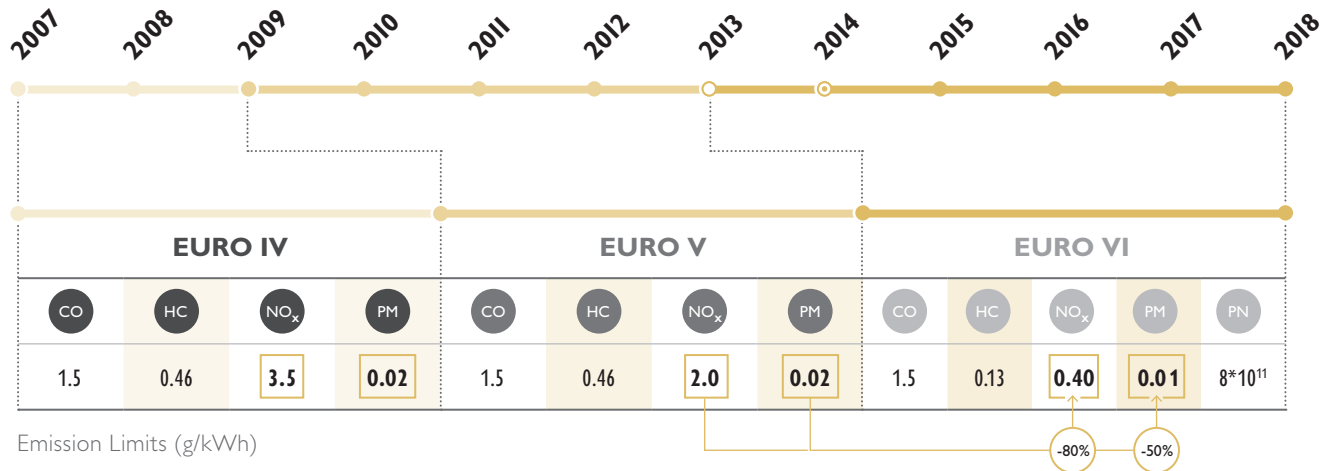 2007 2008 2009 2010 2011 2012 2013 2014 2015 2016 2017 2018
EURO IV EURO V EURO VI
CO HC NOx PM CO HC NOx PM CO HC NOx PM PN
1.5 0.46 3.5 0.02 1.5 0.46 2.0 0.02 1.5 0.13 0.40 0.01 8*10¹¹
Emission Limits (g/kWh)
-80% -50%